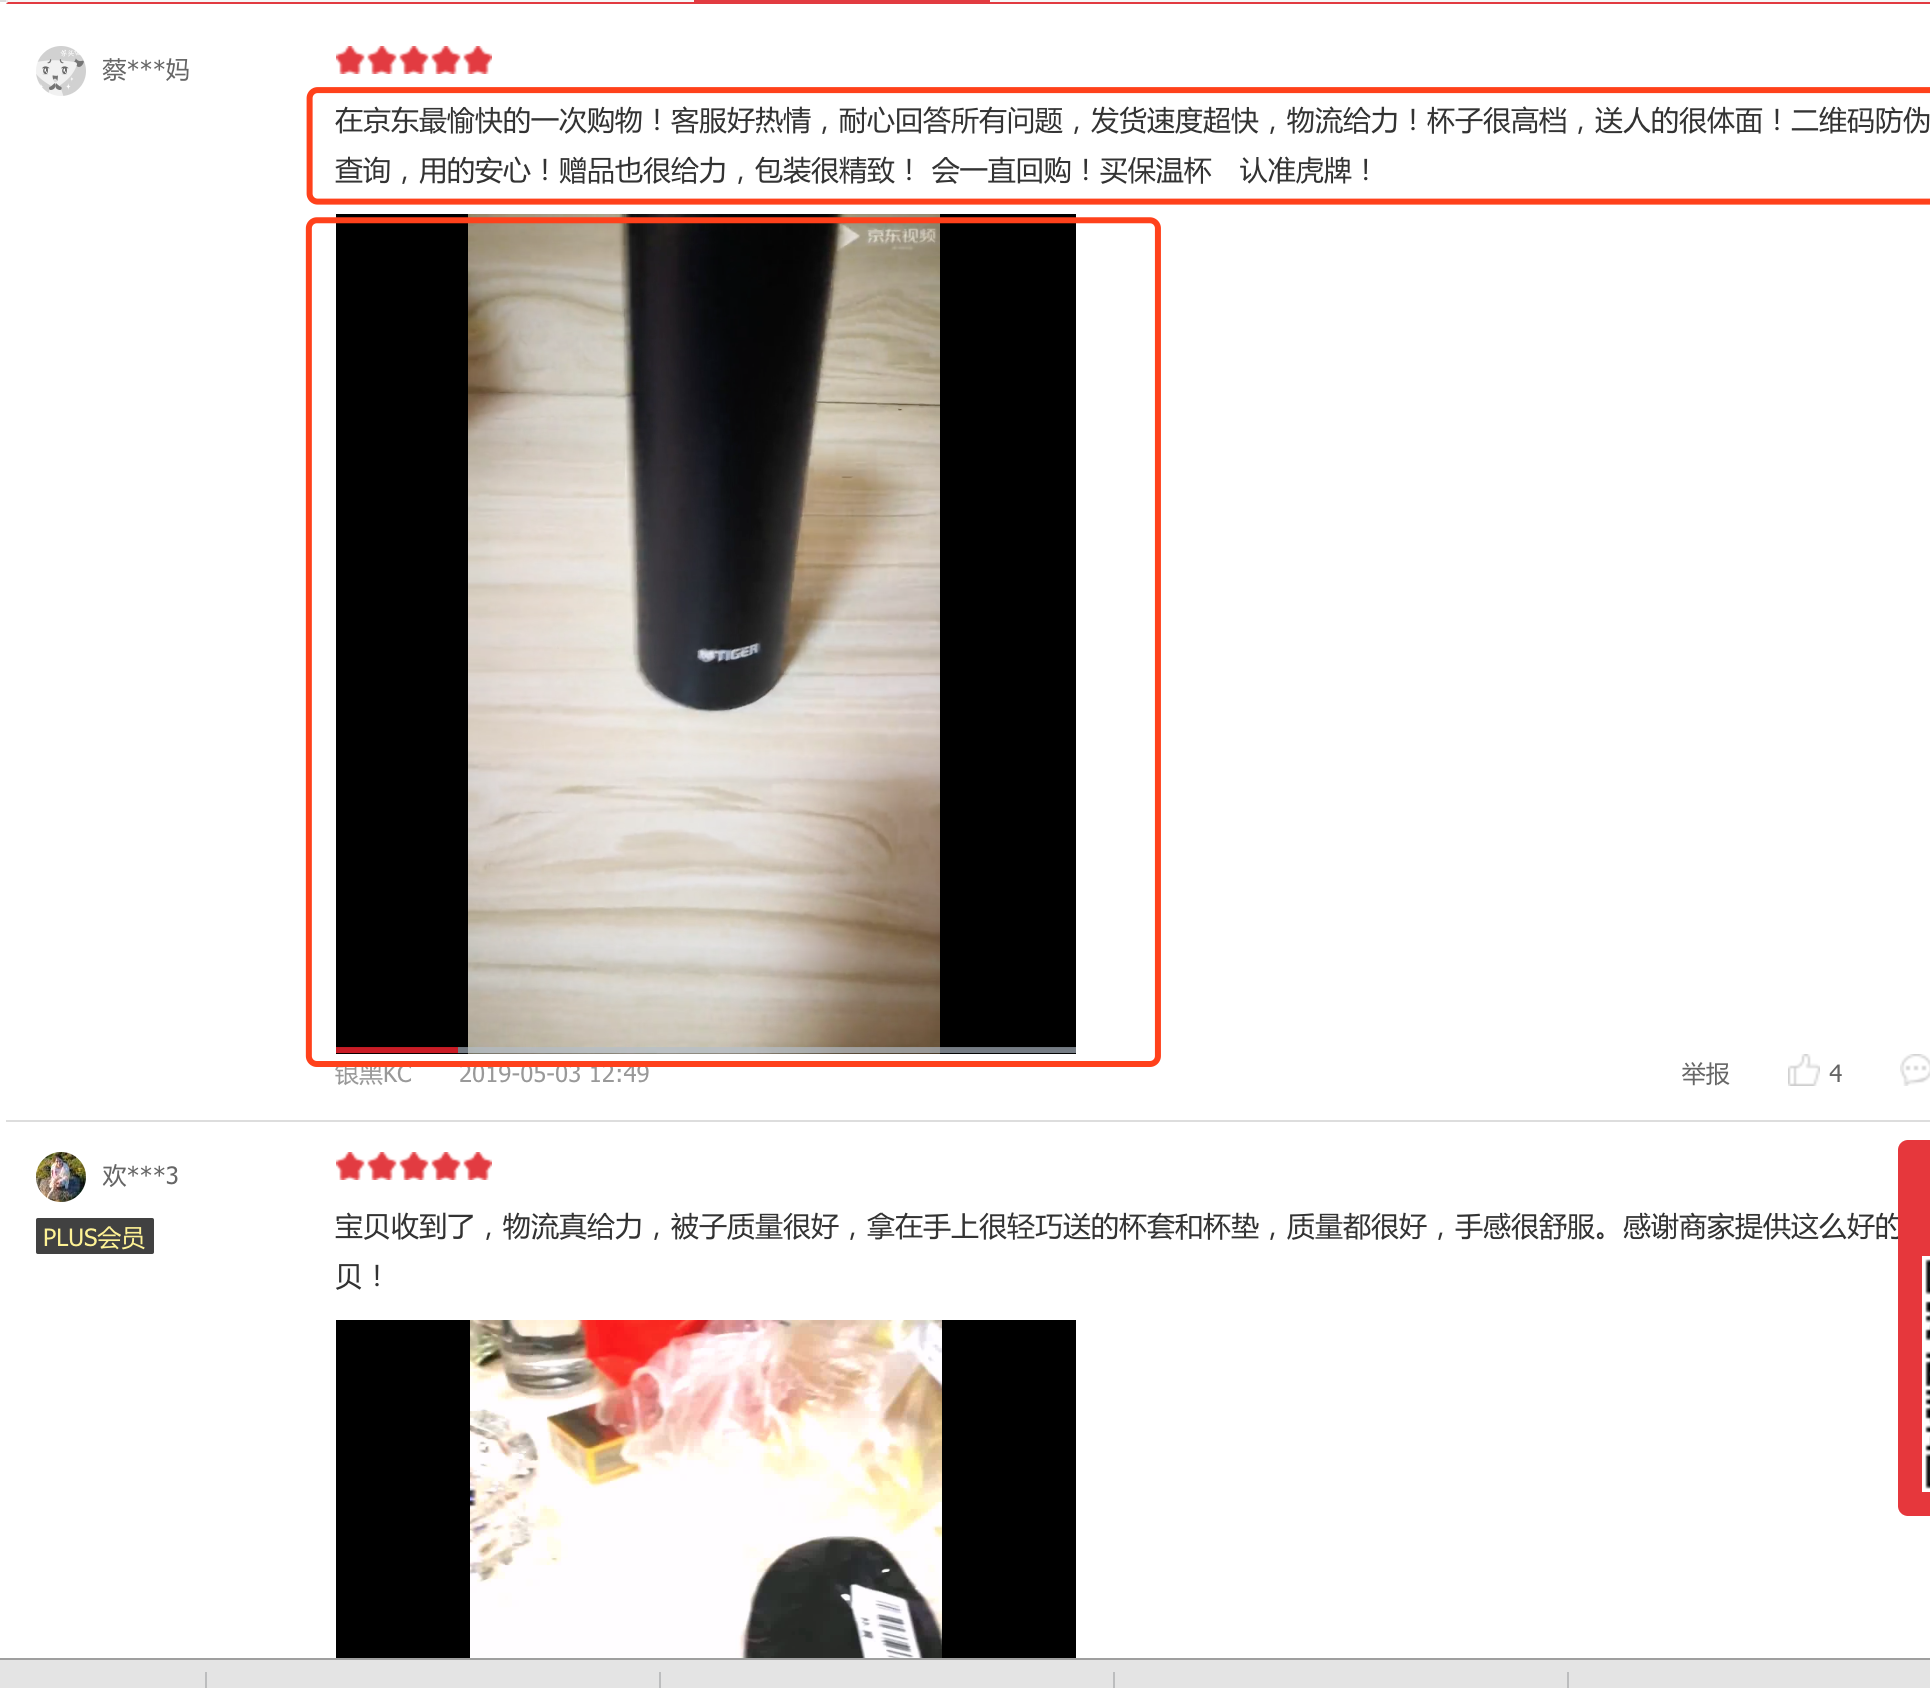 蔡***妈
在京东最愉快的一次购物！客服好热情，耐心回答所有问题，发货速度超快，物流给力！杯子很高档，送人的很体面！二维码防伪
查询，用的安心！赠品也很给力，包装很精致！ 会一直回购！买保温杯　认准虎牌！
京东视频
TIGER
银黑KC 2019-05-03 12:49
举报 4
欢***3
PLUS会员
宝贝收到了，物流真给力，被子质量很好，拿在手上很轻巧送的杯套和杯垫，质量都很好，手感很舒服。感谢商家提供这么好的
贝！